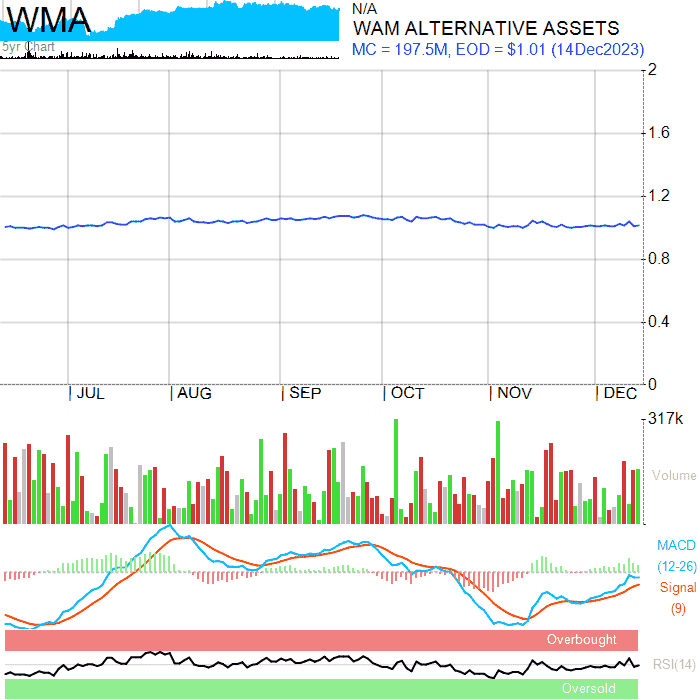 WMA
5yr Chart
N/A
WAM ALTERNATIVE ASSETS
MC = 197.5M, EOD = $1.01 (14Dec2023)
2
1.6
1.2
0.8
0.4
0
| JUL | AUG | SEP | OCT | NOV | DEC
317k
Volume
MACD
(12-26)
Signal
(9)
Overbought
RSI(14)
Oversold